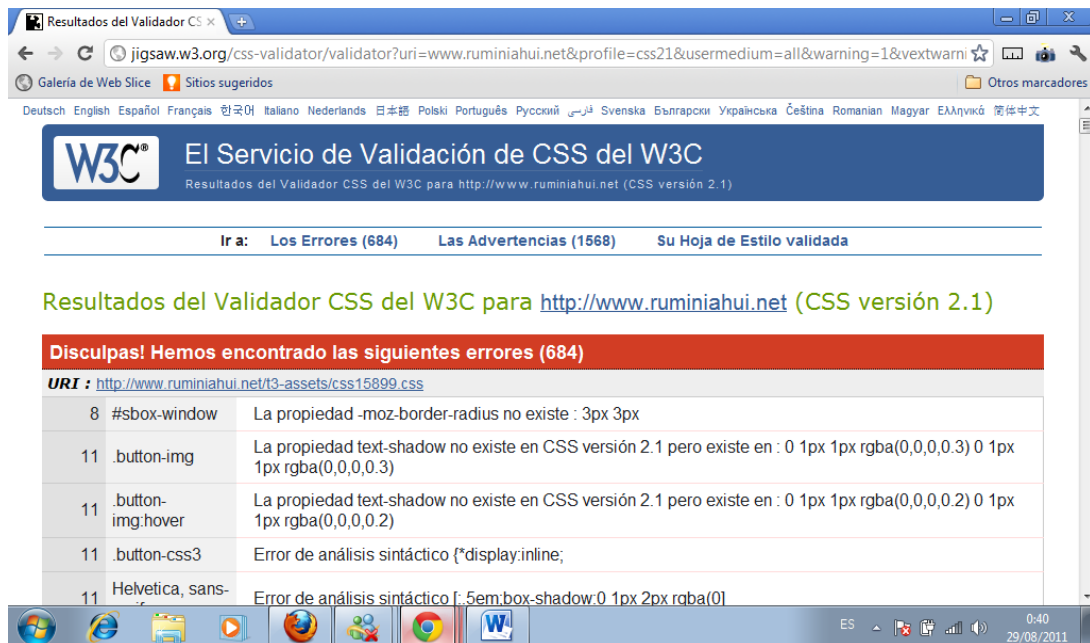 Resultados del Validador CS
jigsaw.w3.org/css-validator/validator?uri=www.ruminiahui.net&profile=css21&usermedium=all&warning=1&vextwarni
Galería de Web Slice Sitios sugeridos Otros marcadores
Deutsch English Español Français 한국어 Italiano Nederlands 日本語 Polski Português Русский فارسی Svenska Български Українська Čeština Romanian Magyar Ελληνικά 简体中文
W3C® El Servicio de Validación de CSS del W3C
Resultados del Validador CSS del W3C para http://www.ruminiahui.net (CSS versión 2.1)
Ir a: Los Errores (684) Las Advertencias (1568) Su Hoja de Estilo validada
Resultados del Validador CSS del W3C para http://www.ruminiahui.net (CSS versión 2.1)
Disculpas! Hemos encontrado las siguientes errores (684)
URI : http://www.ruminiahui.net/t3-assets/css15899.css
8 #sbox-window La propiedad -moz-border-radius no existe : 3px 3px
11 .button-img La propiedad text-shadow no existe en CSS versión 2.1 pero existe en : 0 1px 1px rgba(0,0,0,0.3) 0 1px
1px rgba(0,0,0,0.3)
11 .button-img:hover La propiedad text-shadow no existe en CSS versión 2.1 pero existe en : 0 1px 1px rgba(0,0,0,0.2) 0 1px
1px rgba(0,0,0,0.2)
11 .button-css3 Error de análisis sintáctico {*display:inline;
11 Helvetica, sans- Error de análisis sintáctico [:.5em;box-shadow:0 1px 2px rgba(0]
ES 0:40
29/08/2011